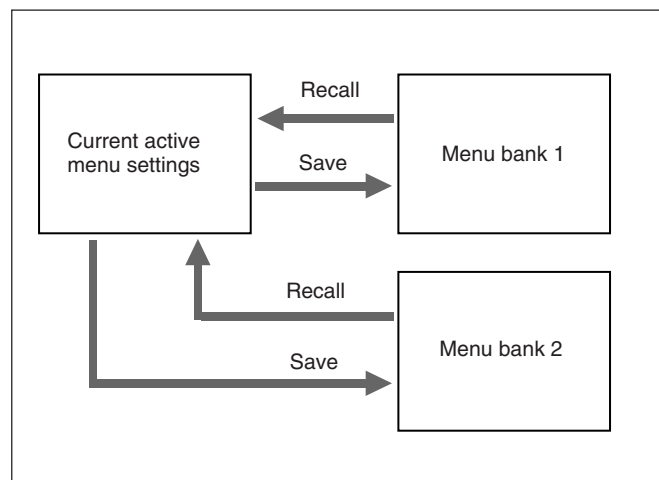 Recall
Current active
menu settings
Save
Menu bank 1
Recall
Save
Menu bank 2